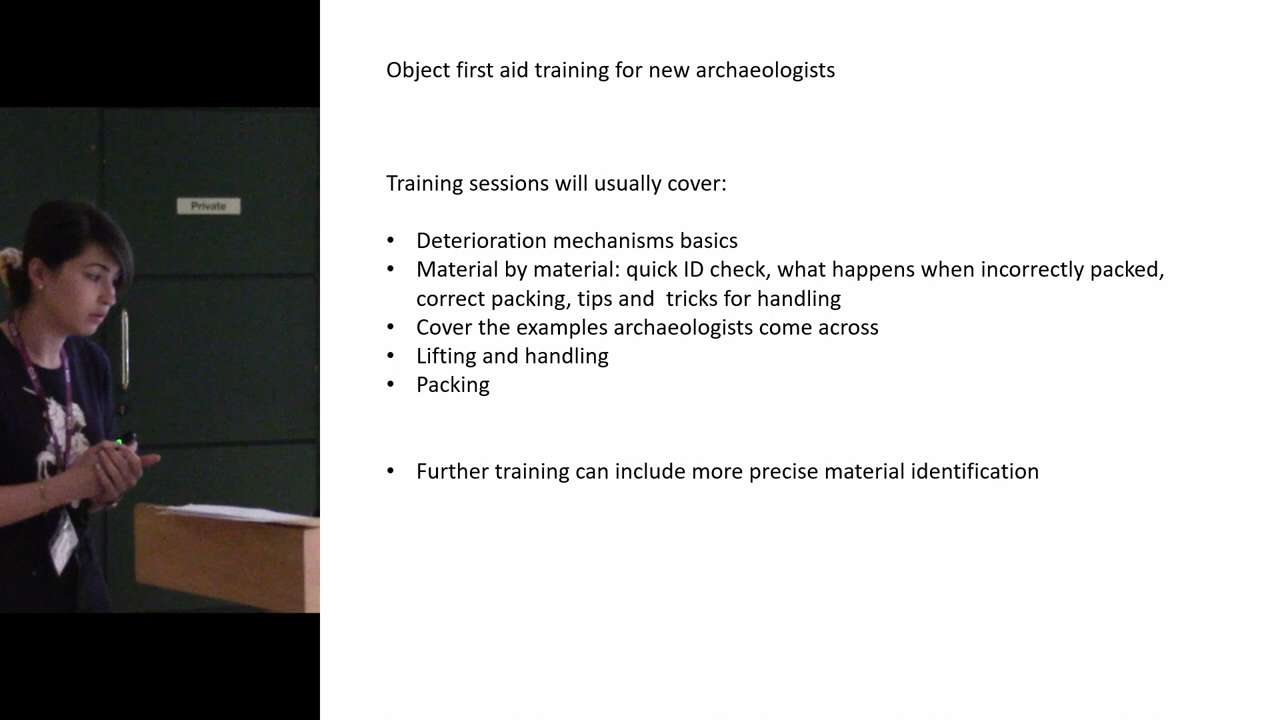 Object first aid training for new archaeologists
Private
Training sessions will usually cover:
• Deterioration mechanisms basics
• Material by material: quick ID check, what happens when incorrectly packed,
correct packing, tips and  tricks for handling
• Cover the examples archaeologists come across
• Lifting and handling
• Packing
• Further training can include more precise material identification